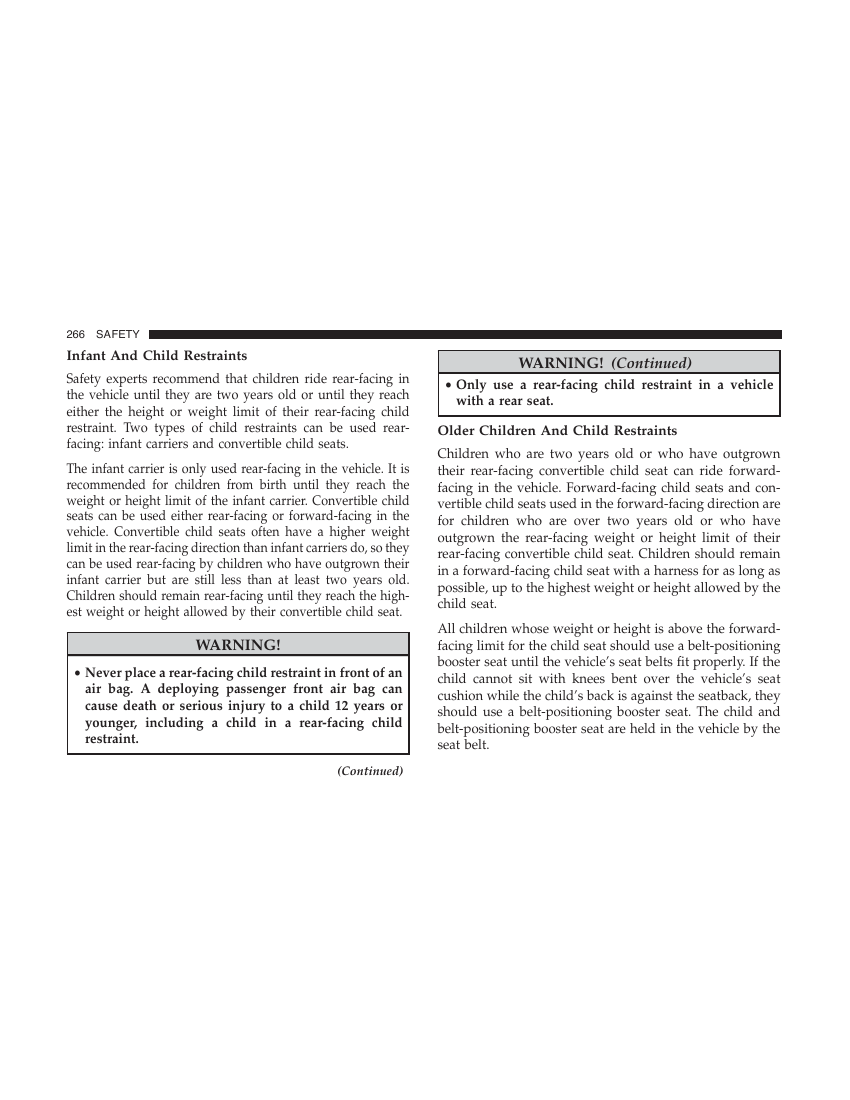 266 SAFETY
Infant And Child Restraints
Safety experts recommend that children ride rear-facing in
the vehicle until they are two years old or until they reach
either the height or weight limit of their rear-facing child
restraint. Two types of child restraints can be used rear-
facing: infant carriers and convertible child seats.
The infant carrier is only used rear-facing in the vehicle. It is
recommended for children from birth until they reach the
weight or height limit of the infant carrier. Convertible child
seats can be used either rear-facing or forward-facing in the
vehicle. Convertible child seats often have a higher weight
limit in the rear-facing direction than infant carriers do, so they
can be used rear-facing by children who have outgrown their
infant carrier but are still less than at least two years old.
Children should remain rear-facing until they reach the high-
est weight or height allowed by their convertible child seat.
WARNING!
• Never place a rear-facing child restraint in front of an
air bag. A deploying passenger front air bag can
cause death or serious injury to a child 12 years or
younger, including a child in a rear-facing child
restraint.
(Continued)
WARNING! (Continued)
• Only use a rear-facing child restraint in a vehicle
with a rear seat.
Older Children And Child Restraints
Children who are two years old or who have outgrown
their rear-facing convertible child seat can ride forward-
facing in the vehicle. Forward-facing child seats and con-
vertible child seats used in the forward-facing direction are
for children who are over two years old or who have
outgrown the rear-facing weight or height limit of their
rear-facing convertible child seat. Children should remain
in a forward-facing child seat with a harness for as long as
possible, up to the highest weight or height allowed by the
child seat.
All children whose weight or height is above the forward-
facing limit for the child seat should use a belt-positioning
booster seat until the vehicle’s seat belts fit properly. If the
child cannot sit with knees bent over the vehicle’s seat
cushion while the child’s back is against the seatback, they
should use a belt-positioning booster seat. The child and
belt-positioning booster seat are held in the vehicle by the
seat belt.